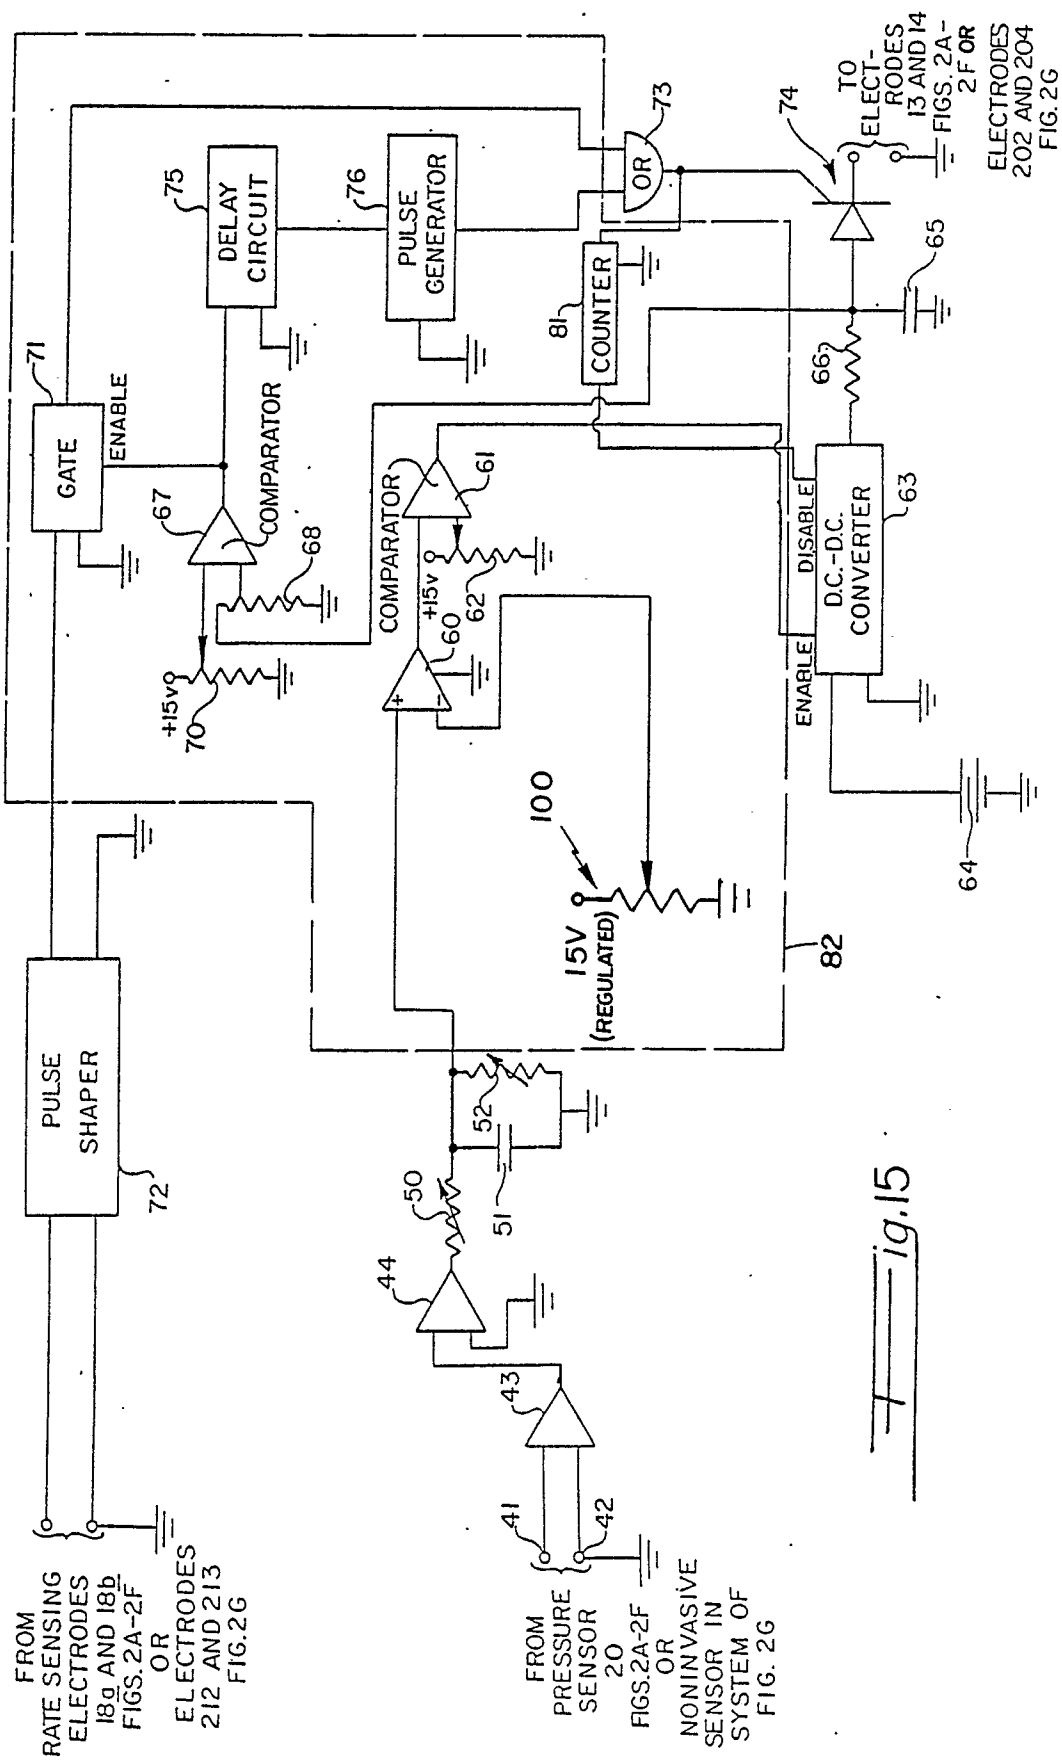 FROM
RATE SENSING
ELECTRODES
18a AND 18b
FIGS. 2A-2F
OR
ELECTRODES
212 AND 213
FIG. 2G
PULSE
SHAPER
72
GATE
71
ENABLE
67
COMPARATOR
+15v
70
68
DELAY
CIRCUIT
75
PULSE
GENERATOR
76
OR
73
74
TO
ELECT-
RODES
13 AND 14
FIGS. 2A-
2F OR
ELECTRODES
202 AND 204
FIG. 2G
COUNTER
81
65
66
FROM
PRESSURE
SENSOR
20
FIGS. 2A-2F
OR
NONINVASIVE
SENSOR IN
SYSTEM OF
FIG. 2G
41
42
43
44
50
51
52
+
-
60
COMPARATOR
61
+15v
62
100
15V
(REGULATED)
82
ENABLE
DISABLE
D.C.-D.C.
CONVERTER
63
64
Fig.15